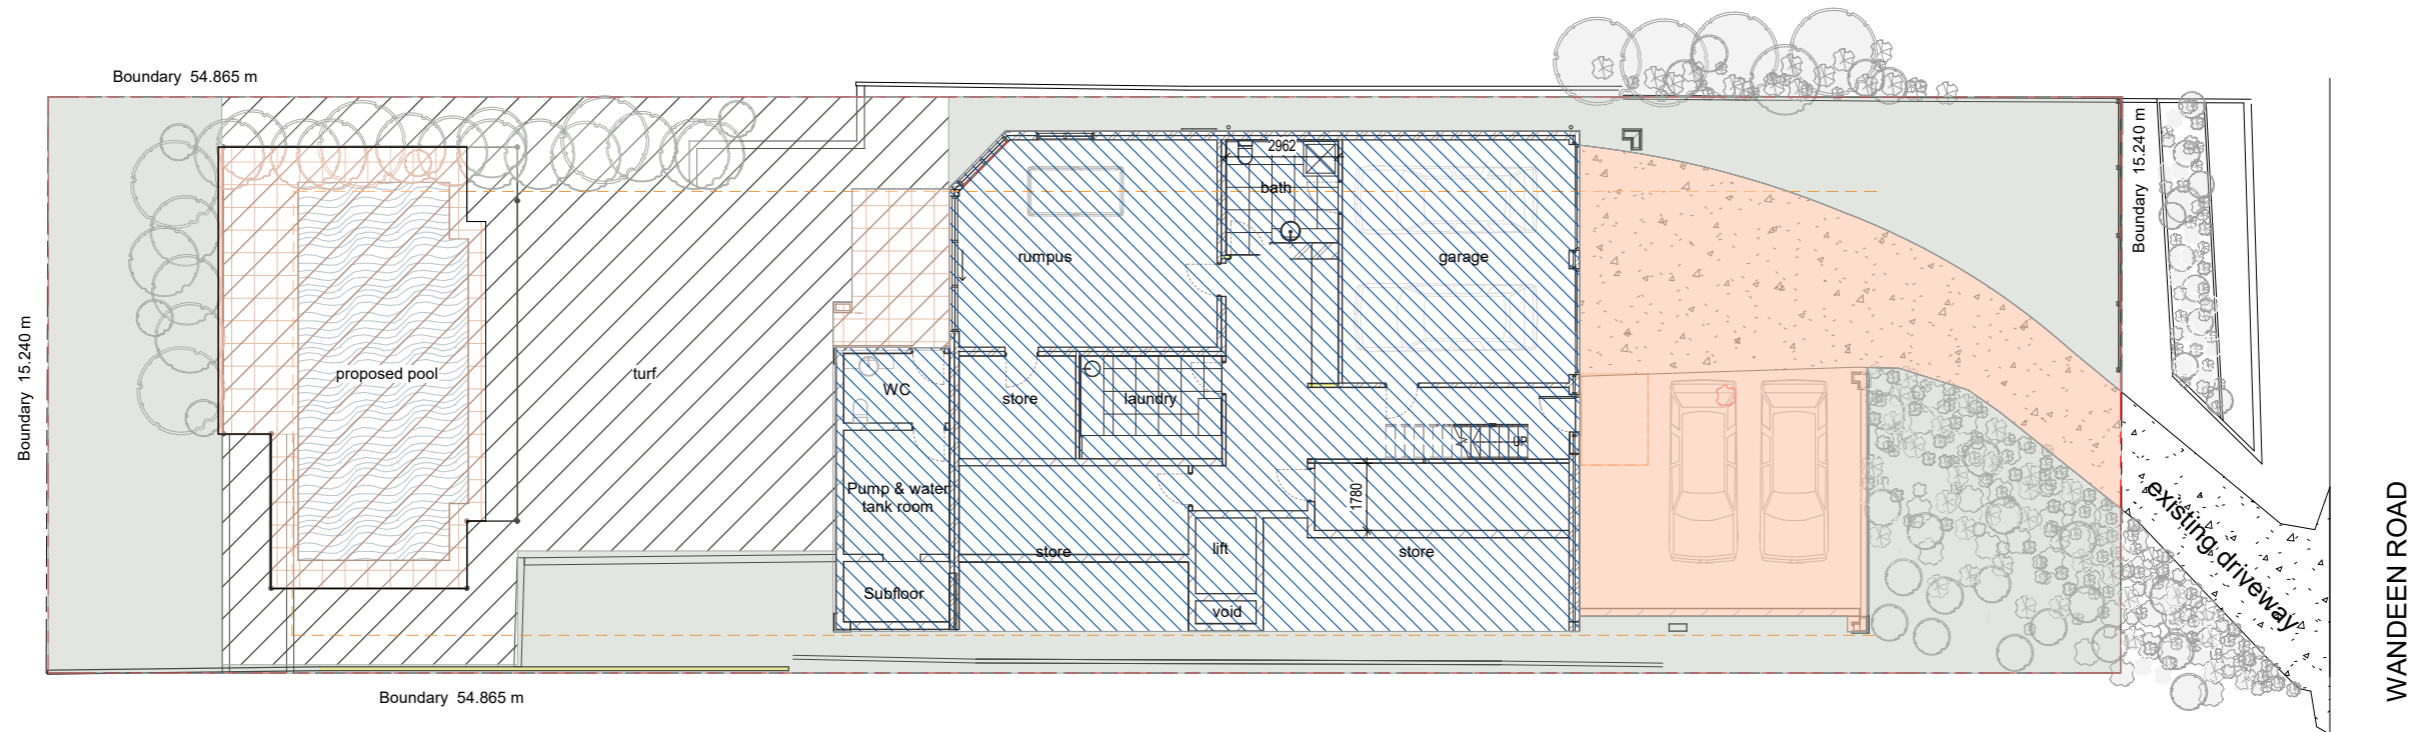 Boundary 54.865 m
Boundary 15.240 m
2962
bath
rumpus
garage
proposed pool
turf
WC
store
laundry
UP
Pump & water
tank room
1780
existing driveway
WANDEEN ROAD
store
lift
store
Subfloor
void
Boundary 15.240 m
Boundary 54.865 m